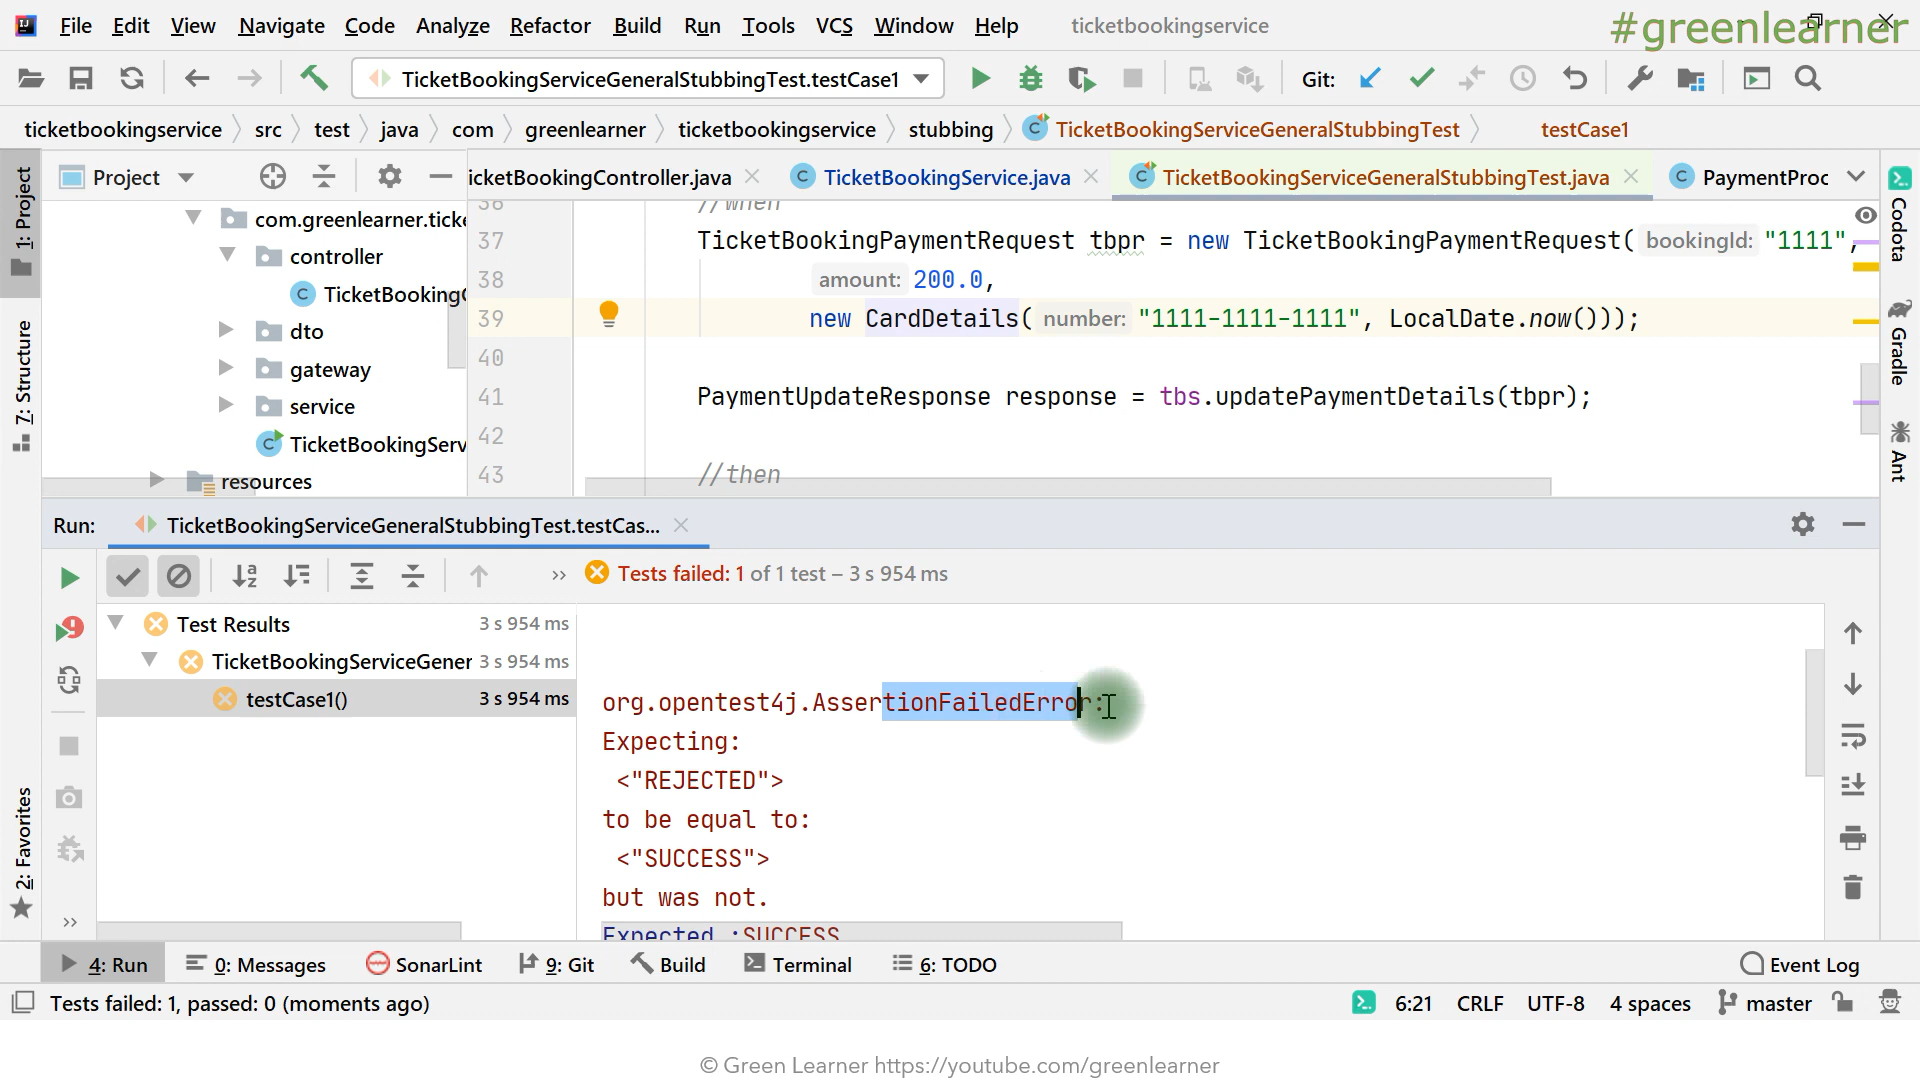 File Edit View Navigate Code Analyze Refactor Build Run Tools VCS Window Help ticketbookingservice #greenlearner
TicketBookingServiceGeneralStubbingTest.testCase1 Git:
ticketbookingservice src test java com greenlearner ticketbookingservice stubbing TicketBookingServiceGeneralStubbingTest testCase1
Project icketBookingController.java TicketBookingService.java TicketBookingServiceGeneralStubbingTest.java PaymentProc
1: Project
7: Structure
2: Favorites
Codota
Gradle
Ant
com.greenlearner.ticke
controller
TicketBookingC
dto
gateway
service
TicketBookingServ
resources
36 //when
37 TicketBookingPaymentRequest tbpr = new TicketBookingPaymentRequest( bookingId: "1111",
38 amount: 200.0,
39 new CardDetails( number: "1111-1111-1111", LocalDate.now()));
40
41 PaymentUpdateResponse response = tbs.updatePaymentDetails(tbpr);
42
43 //then
Run: TicketBookingServiceGeneralStubbingTest.testCas...
Tests failed: 1 of 1 test – 3 s 954 ms
Test Results 3 s 954 ms
TicketBookingServiceGener 3 s 954 ms
testCase1() 3 s 954 ms
org.opentest4j.AssertionFailedError:
Expecting:
<"REJECTED">
to be equal to:
<"SUCCESS">
but was not.
Expected :SUCCESS
4: Run 0: Messages SonarLint 9: Git Build Terminal 6: TODO Event Log
Tests failed: 1, passed: 0 (moments ago) 6:21 CRLF UTF-8 4 spaces master
© Green Learner https://youtube.com/greenlearner